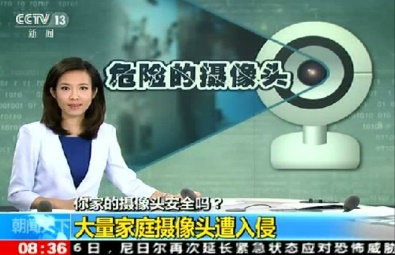 CCTV 13
新闻
危险的摄像头
你家的摄像头安全吗?
朝闻天下
大量家庭摄像头遭入侵
08:36
6日，尼日尔再次延长紧急状态应对恐怖威胁